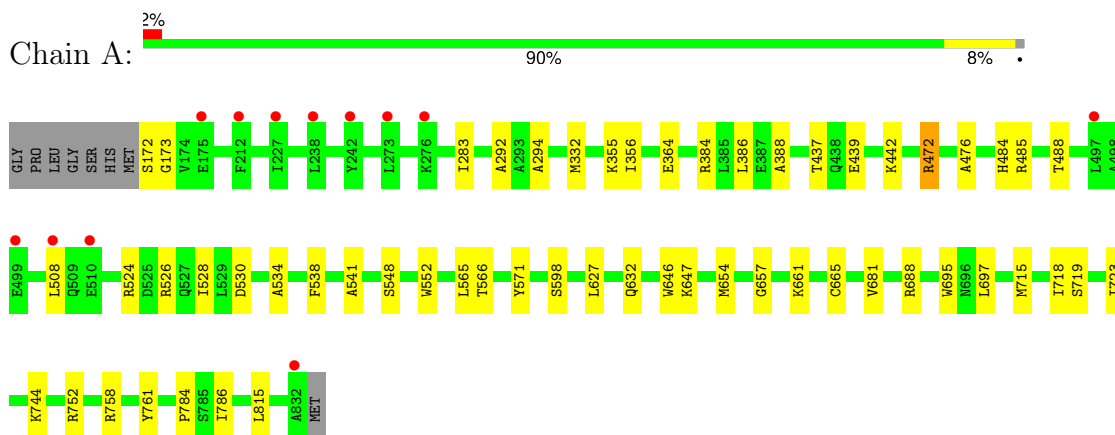 2%
Chain A:
90% 8% •
GLY PRO LEU GLY SER HIS MET S172 G173 V174 E175 F212 I227 L238 Y242 L273 K276 I283 A292 A293 A294 M332 K355 I356 E364 R384 L385 L386 E387 A388 T437 Q438 E439 K442 R472 A476 H484 R485 T488 L497 A498
E499 L508 Q509 E510 R524 D525 R526 Q527 I528 L529 D530 A534 F538 A541 S548 W552 L565 T566 Y571 S598 L627 Q632 W646 K647 M654 G657 K661 C665 V681 R688 W695 N696 L697 M715 I718 S719
K744 R752 R758 Y761 P784 S785 I786 L815 A832 MET